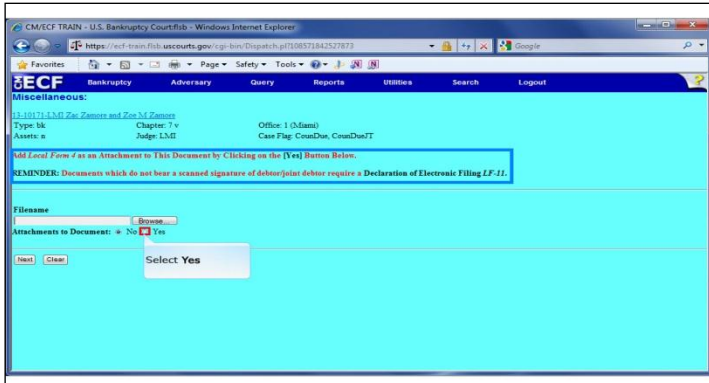 CM/ECF TRAIN - U.S. Bankruptcy Court:flsb - Windows Internet Explorer
https://ecf-train.flsb.uscourts.gov/cgi-bin/Dispatch.pl?108571842527873
Google
Favorites Page Safety Tools
ECF Bankruptcy Adversary Query Reports Utilities Search Logout ?
Miscellaneous:
13-10171-LMI Zac Zamore and Zoe M Zamore
Type: bk Chapter: 7 v Office: 1 (Miami)
Assets: n Judge: LMI Case Flag: CounDue, CounDueJT
Add Local Form 4 as an Attachment to This Document by Clicking on the [Yes] Button Below.
REMINDER: Documents which do not bear a scanned signature of debtor/joint debtor require a Declaration of Electronic Filing LF-11.
Filename
Browse...
Attachments to Document: No Yes
Next Clear
Select Yes